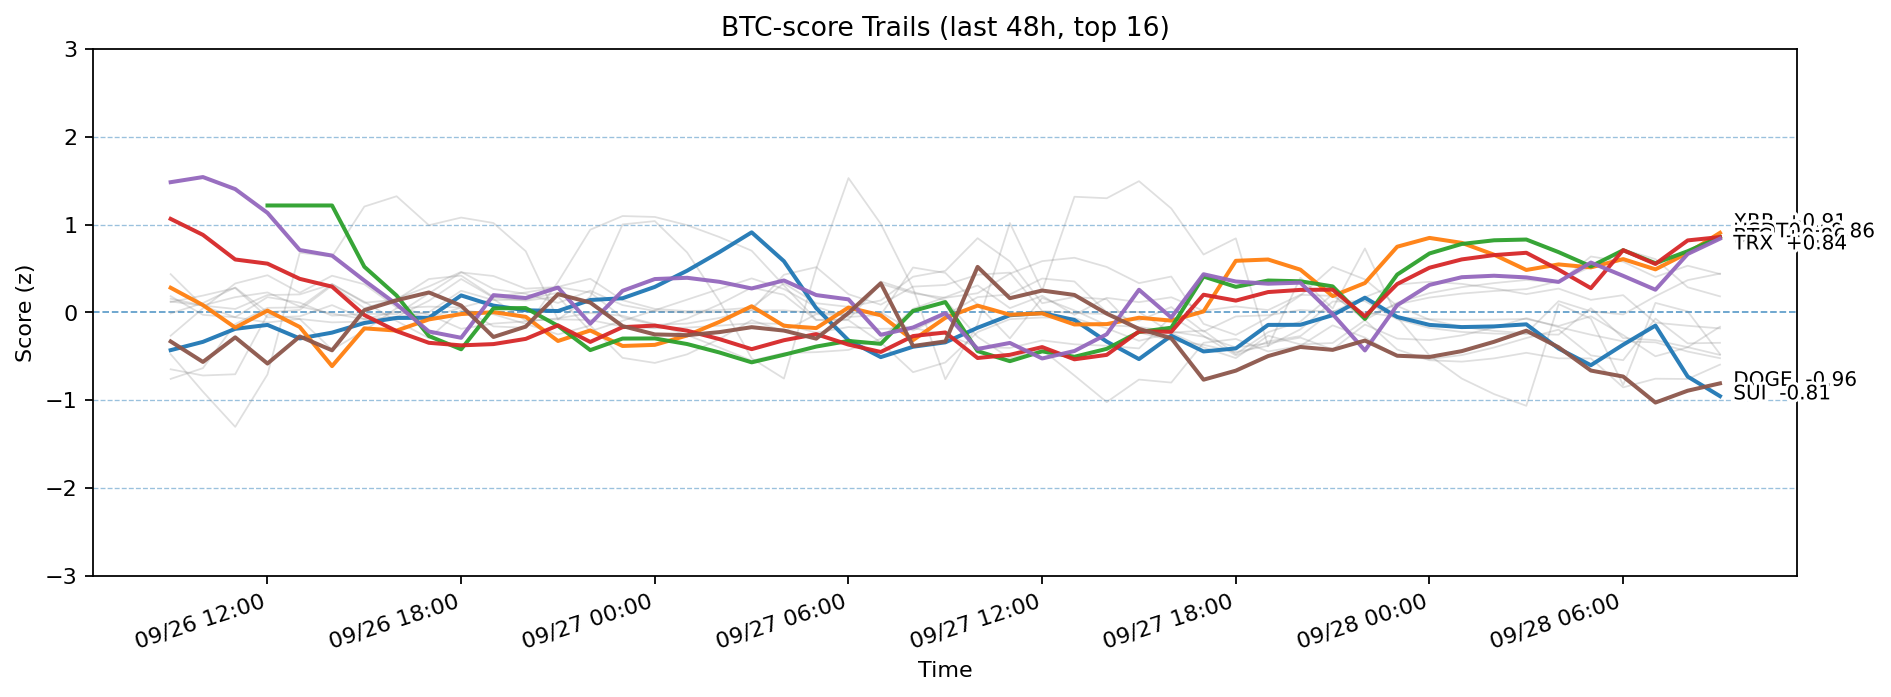 BTC-score Trails (last 48h, top 16)
Score (z)
3
2
1
0
−1
−2
−3
XRP +0.91
TRX +0.84
DOGE -0.96
SUI -0.81
09/26 12:00
09/26 18:00
09/27 00:00
09/27 06:00
09/27 12:00
09/27 18:00
09/28 00:00
09/28 06:00
Time